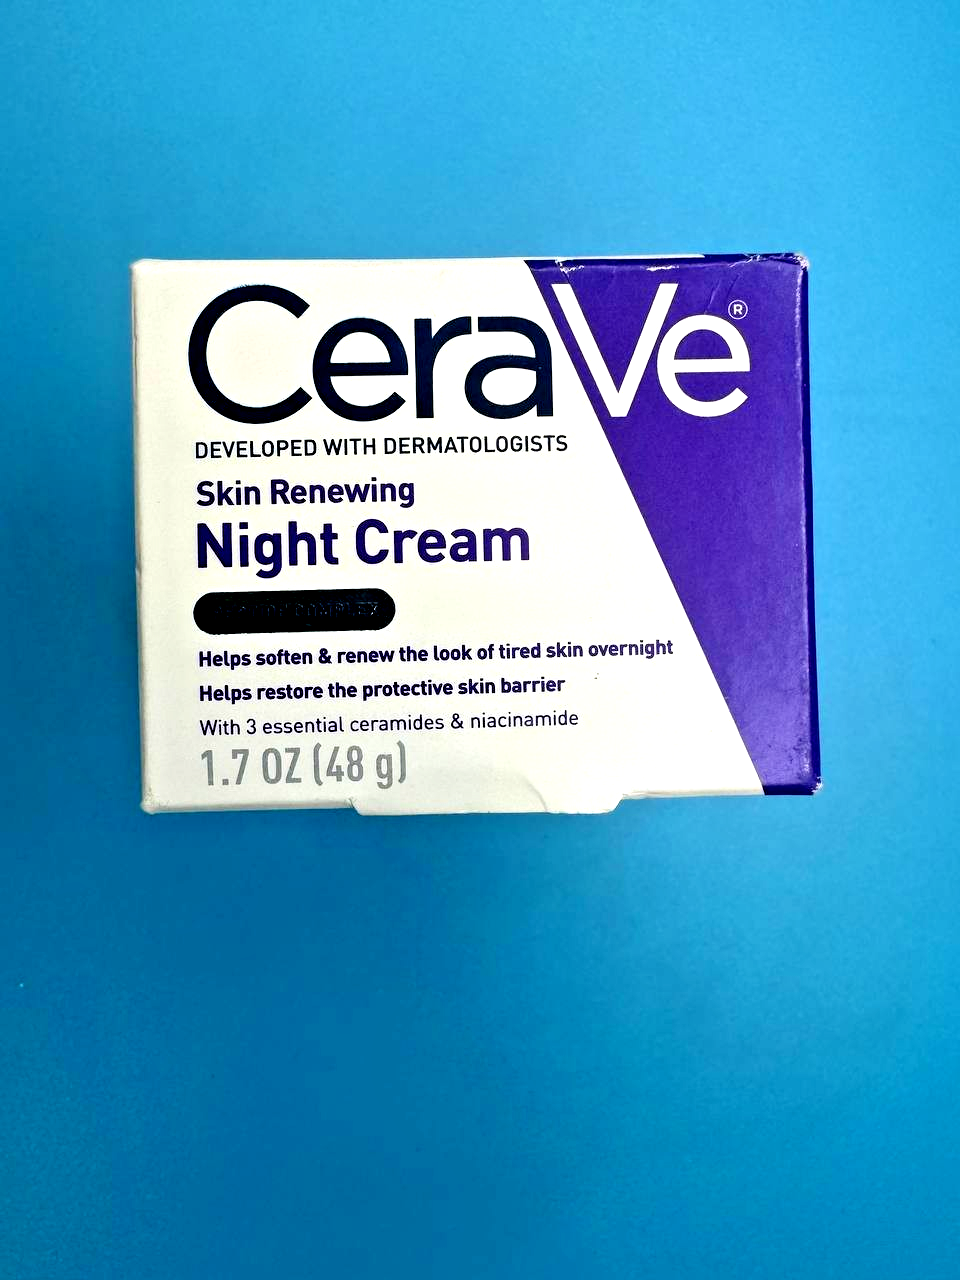 CeraVe®
DEVELOPED WITH DERMATOLOGISTS
Skin Renewing
Night Cream
Helps soften & renew the look of tired skin overnight
Helps restore the protective skin barrier
With 3 essential ceramides & niacinamide
1.7 OZ (48 g)